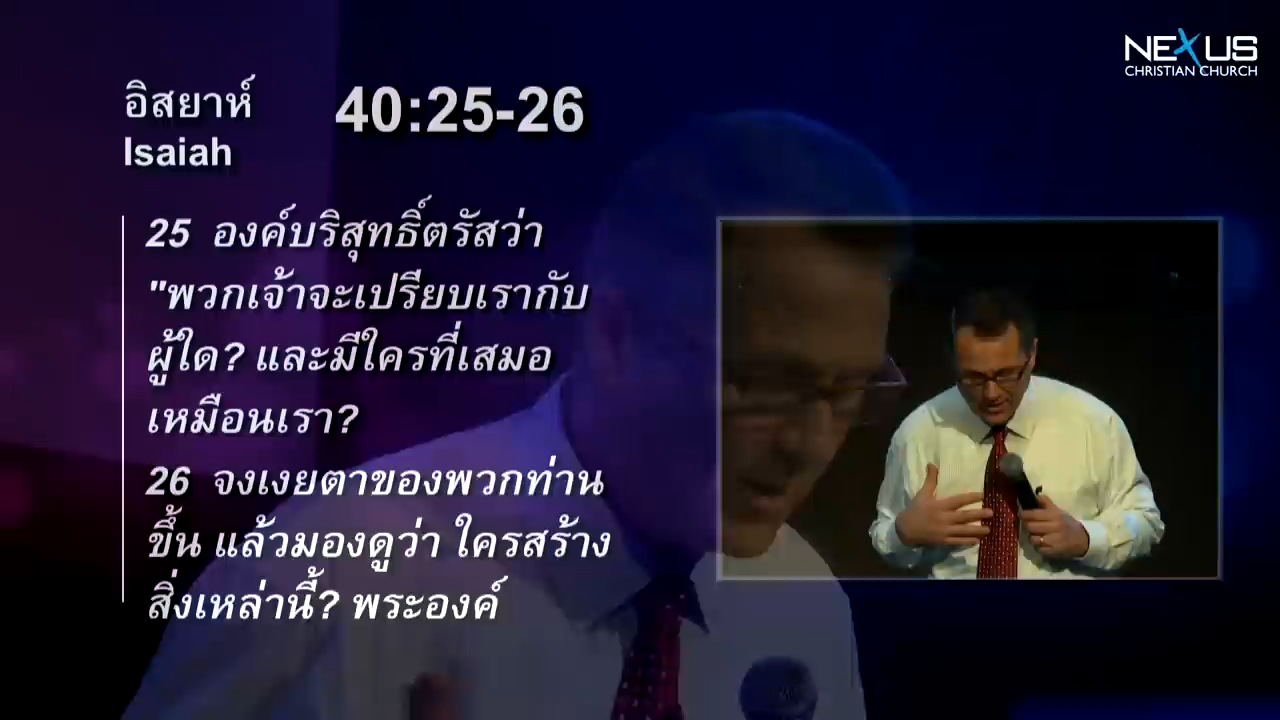 NEXUS
CHRISTIAN CHURCH
อิสยาห์ 40:25-26
Isaiah
25 องค์บริสุทธิ์ตรัสว่า
"พวกเจ้าจะเปรียบเรากับ
ผู้ใด? และมีใครที่เสมอ
เหมือนเรา?
26 จงเงยตาของพวกท่าน
ขึ้น แล้วมองดูว่า ใครสร้าง
สิ่งเหล่านี้? พระองค์